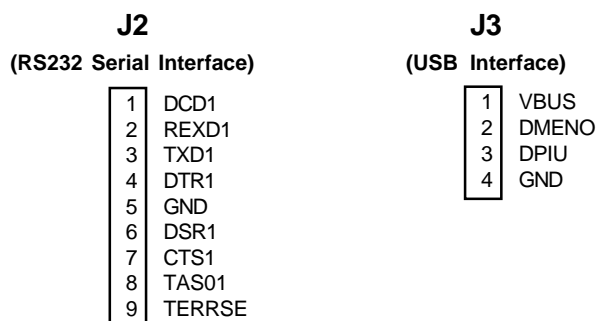 J2
(RS232 Serial Interface)
1 DCD1
2 REXD1
3 TXD1
4 DTR1
5 GND
6 DSR1
7 CTS1
8 TAS01
9 TERRSE
J3
(USB Interface)
1 VBUS
2 DMENO
3 DPIU
4 GND